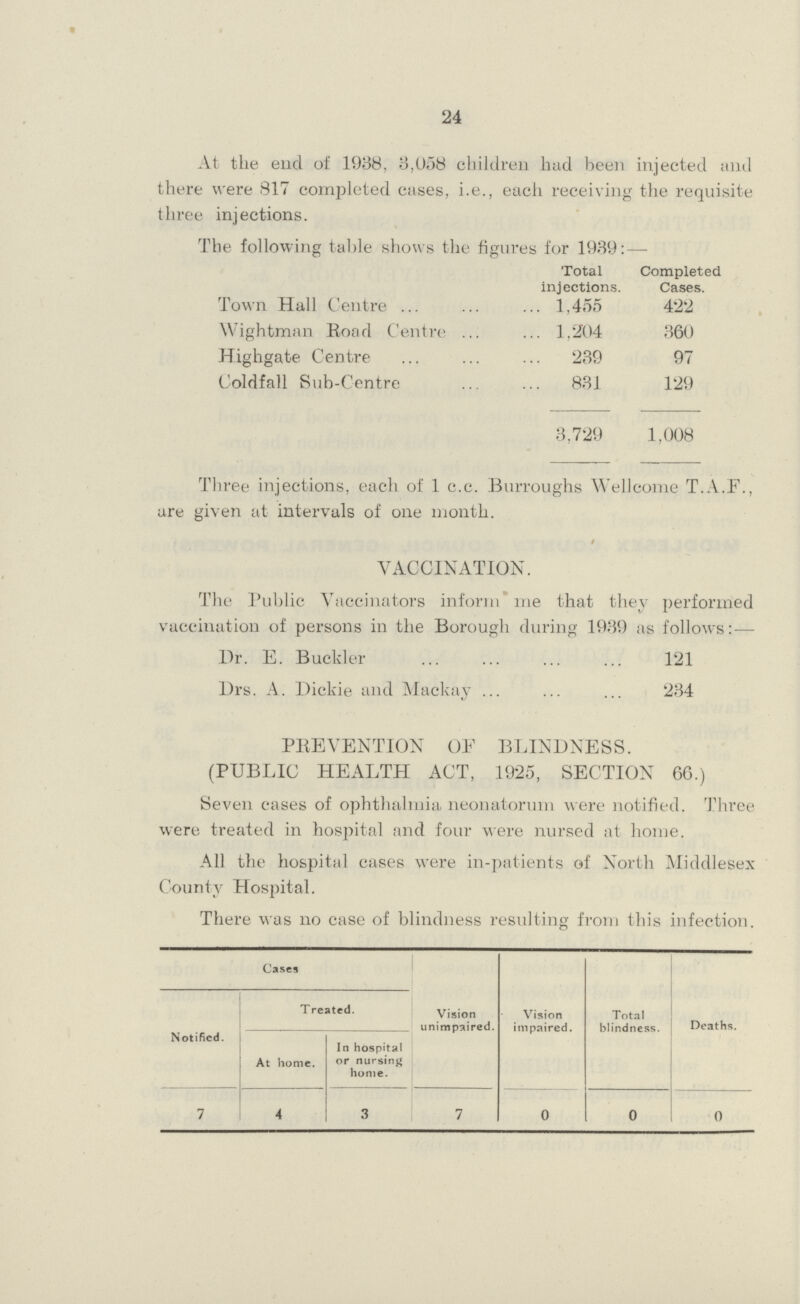 24
At the end of 1938, 3,058 children had been injected and
there were 817 completed cases, i.e., each receiving the requisite
three injections.
The following table shows the figures for 1939:—
Total injections. Completed Cases.
Town Hall Centre ... ... ... 1,455 422
Wightman Road Centre ... ... 1,204 360
Highgate Centre ... ... ... 239 97
Coldfall Sub-Centre ... ... 831 129
3,729 1,008
Three injections, each of 1 c.c. Burroughs Wellcome T.A.F.,
are given at intervals of one month.
VACCINATION.
The Public Vaccinators inform me that they performed
vaccination of persons in the Borough during 1939 as follows:—
Dr. E. Buckler ... ... ... ... 121
Drs. A. Dickie and Mackay ... ... ... 234
PREVENTION OF BLINDNESS.
(PUBLIC HEALTH ACT, 1925, SECTION 66.)
Seven cases of ophthalmia neonatorum were notified. Three
were treated in hospital and four were nursed at home.
All the hospital cases were in-patients of North Middlesex
County Hospital.
There was no case of blindness resulting from this infection.
Cases
Notified.
Treated.
At home.
In hospital
or nursing
home.
Vision
unimpaired.
Vision
impaired.
Total
blindness.
Deaths.
7 4 3 7 0 0 0